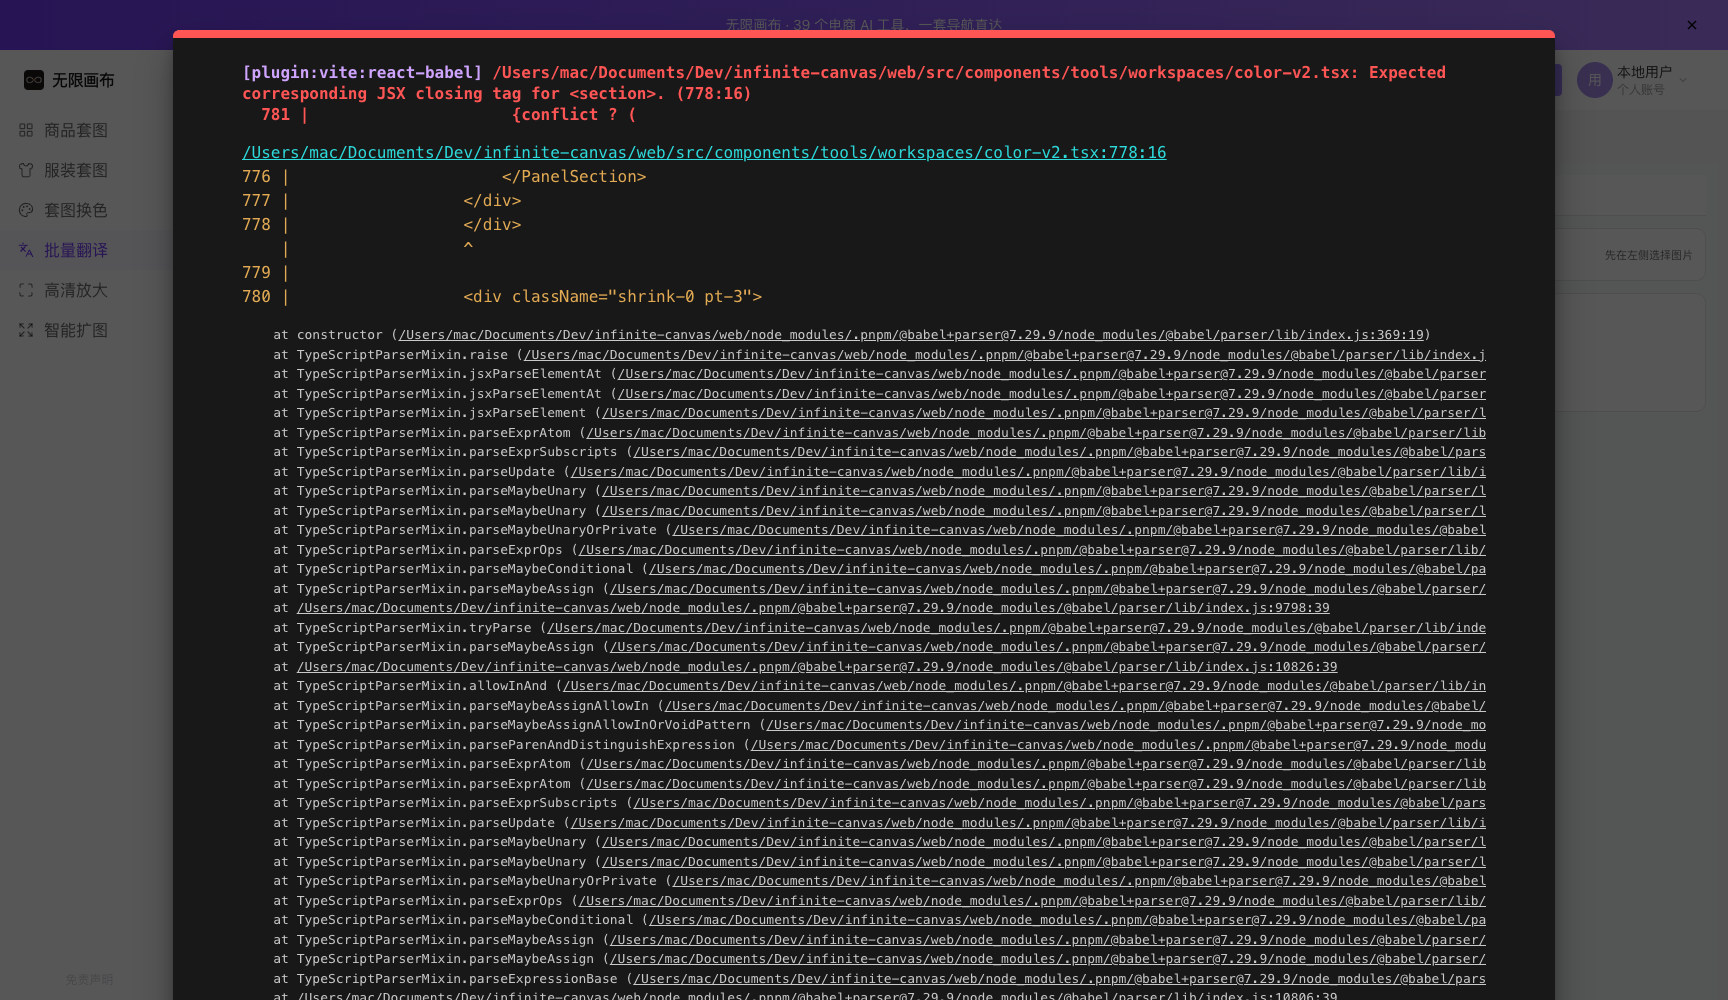 无限画布 · 39 个电商 AI 工具，一套导航直达
×
无限画布
商品套图
服装套图
套图换色
批量翻译
高清放大
智能扩图
免责声明
用
本地用户
个人账号
先在左侧选择图片
[plugin:vite:react-babel] /Users/mac/Documents/Dev/infinite-canvas/web/src/components/tools/workspaces/color-v2.tsx: Expected
corresponding JSX closing tag for <section>. (778:16)
781 | {conflict ? (
/Users/mac/Documents/Dev/infinite-canvas/web/src/components/tools/workspaces/color-v2.tsx:778:16
776 | </PanelSection>
777 | </div>
778 | </div>
| ^
779 |
780 | <div className="shrink-0 pt-3">
at constructor (/Users/mac/Documents/Dev/infinite-canvas/web/node_modules/.pnpm/@babel+parser@7.29.9/node_modules/@babel/parser/lib/index.js:369:19)
at TypeScriptParserMixin.raise (/Users/mac/Documents/Dev/infinite-canvas/web/node_modules/.pnpm/@babel+parser@7.29.9/node_modules/@babel/parser/lib/index.j
at TypeScriptParserMixin.jsxParseElementAt (/Users/mac/Documents/Dev/infinite-canvas/web/node_modules/.pnpm/@babel+parser@7.29.9/node_modules/@babel/parser
at TypeScriptParserMixin.jsxParseElementAt (/Users/mac/Documents/Dev/infinite-canvas/web/node_modules/.pnpm/@babel+parser@7.29.9/node_modules/@babel/parser
at TypeScriptParserMixin.jsxParseElement (/Users/mac/Documents/Dev/infinite-canvas/web/node_modules/.pnpm/@babel+parser@7.29.9/node_modules/@babel/parser/l
at TypeScriptParserMixin.parseExprAtom (/Users/mac/Documents/Dev/infinite-canvas/web/node_modules/.pnpm/@babel+parser@7.29.9/node_modules/@babel/parser/lib
at TypeScriptParserMixin.parseExprSubscripts (/Users/mac/Documents/Dev/infinite-canvas/web/node_modules/.pnpm/@babel+parser@7.29.9/node_modules/@babel/pars
at TypeScriptParserMixin.parseUpdate (/Users/mac/Documents/Dev/infinite-canvas/web/node_modules/.pnpm/@babel+parser@7.29.9/node_modules/@babel/parser/lib/i
at TypeScriptParserMixin.parseMaybeUnary (/Users/mac/Documents/Dev/infinite-canvas/web/node_modules/.pnpm/@babel+parser@7.29.9/node_modules/@babel/parser/l
at TypeScriptParserMixin.parseMaybeUnary (/Users/mac/Documents/Dev/infinite-canvas/web/node_modules/.pnpm/@babel+parser@7.29.9/node_modules/@babel/parser/l
at TypeScriptParserMixin.parseMaybeUnaryOrPrivate (/Users/mac/Documents/Dev/infinite-canvas/web/node_modules/.pnpm/@babel+parser@7.29.9/node_modules/@babel
at TypeScriptParserMixin.parseExprOps (/Users/mac/Documents/Dev/infinite-canvas/web/node_modules/.pnpm/@babel+parser@7.29.9/node_modules/@babel/parser/lib/
at TypeScriptParserMixin.parseMaybeConditional (/Users/mac/Documents/Dev/infinite-canvas/web/node_modules/.pnpm/@babel+parser@7.29.9/node_modules/@babel/pa
at TypeScriptParserMixin.parseMaybeAssign (/Users/mac/Documents/Dev/infinite-canvas/web/node_modules/.pnpm/@babel+parser@7.29.9/node_modules/@babel/parser/
at /Users/mac/Documents/Dev/infinite-canvas/web/node_modules/.pnpm/@babel+parser@7.29.9/node_modules/@babel/parser/lib/index.js:9798:39
at TypeScriptParserMixin.tryParse (/Users/mac/Documents/Dev/infinite-canvas/web/node_modules/.pnpm/@babel+parser@7.29.9/node_modules/@babel/parser/lib/inde
at TypeScriptParserMixin.parseMaybeAssign (/Users/mac/Documents/Dev/infinite-canvas/web/node_modules/.pnpm/@babel+parser@7.29.9/node_modules/@babel/parser/
at /Users/mac/Documents/Dev/infinite-canvas/web/node_modules/.pnpm/@babel+parser@7.29.9/node_modules/@babel/parser/lib/index.js:10826:39
at TypeScriptParserMixin.allowInAnd (/Users/mac/Documents/Dev/infinite-canvas/web/node_modules/.pnpm/@babel+parser@7.29.9/node_modules/@babel/parser/lib/in
at TypeScriptParserMixin.parseMaybeAssignAllowIn (/Users/mac/Documents/Dev/infinite-canvas/web/node_modules/.pnpm/@babel+parser@7.29.9/node_modules/@babel/
at TypeScriptParserMixin.parseMaybeAssignAllowInOrVoidPattern (/Users/mac/Documents/Dev/infinite-canvas/web/node_modules/.pnpm/@babel+parser@7.29.9/node_mo
at TypeScriptParserMixin.parseParenAndDistinguishExpression (/Users/mac/Documents/Dev/infinite-canvas/web/node_modules/.pnpm/@babel+parser@7.29.9/node_modu
at TypeScriptParserMixin.parseExprAtom (/Users/mac/Documents/Dev/infinite-canvas/web/node_modules/.pnpm/@babel+parser@7.29.9/node_modules/@babel/parser/lib
at TypeScriptParserMixin.parseExprAtom (/Users/mac/Documents/Dev/infinite-canvas/web/node_modules/.pnpm/@babel+parser@7.29.9/node_modules/@babel/parser/lib
at TypeScriptParserMixin.parseExprSubscripts (/Users/mac/Documents/Dev/infinite-canvas/web/node_modules/.pnpm/@babel+parser@7.29.9/node_modules/@babel/pars
at TypeScriptParserMixin.parseUpdate (/Users/mac/Documents/Dev/infinite-canvas/web/node_modules/.pnpm/@babel+parser@7.29.9/node_modules/@babel/parser/lib/i
at TypeScriptParserMixin.parseMaybeUnary (/Users/mac/Documents/Dev/infinite-canvas/web/node_modules/.pnpm/@babel+parser@7.29.9/node_modules/@babel/parser/l
at TypeScriptParserMixin.parseMaybeUnary (/Users/mac/Documents/Dev/infinite-canvas/web/node_modules/.pnpm/@babel+parser@7.29.9/node_modules/@babel/parser/l
at TypeScriptParserMixin.parseMaybeUnaryOrPrivate (/Users/mac/Documents/Dev/infinite-canvas/web/node_modules/.pnpm/@babel+parser@7.29.9/node_modules/@babel
at TypeScriptParserMixin.parseExprOps (/Users/mac/Documents/Dev/infinite-canvas/web/node_modules/.pnpm/@babel+parser@7.29.9/node_modules/@babel/parser/lib/
at TypeScriptParserMixin.parseMaybeConditional (/Users/mac/Documents/Dev/infinite-canvas/web/node_modules/.pnpm/@babel+parser@7.29.9/node_modules/@babel/pa
at TypeScriptParserMixin.parseMaybeAssign (/Users/mac/Documents/Dev/infinite-canvas/web/node_modules/.pnpm/@babel+parser@7.29.9/node_modules/@babel/parser/
at TypeScriptParserMixin.parseMaybeAssign (/Users/mac/Documents/Dev/infinite-canvas/web/node_modules/.pnpm/@babel+parser@7.29.9/node_modules/@babel/parser/
at TypeScriptParserMixin.parseExpressionBase (/Users/mac/Documents/Dev/infinite-canvas/web/node_modules/.pnpm/@babel+parser@7.29.9/node_modules/@babel/pars
at /Users/mac/Documents/Dev/infinite-canvas/web/node_modules/.pnpm/@babel+parser@7.29.9/node_modules/@babel/parser/lib/index.js:10806:39